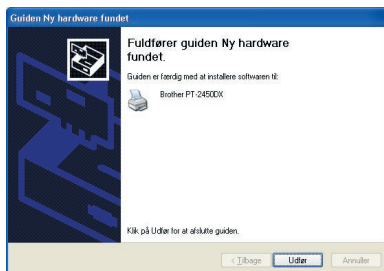 Guiden Ny hardware fundet
Fuldfører guiden Ny hardware
fundet.
Guiden er færdig med at installere softwaren til:
Brother PT-2450DX
Klik på Udfør for at afslutte guiden.
< Tilbage
Udfør
Annuller